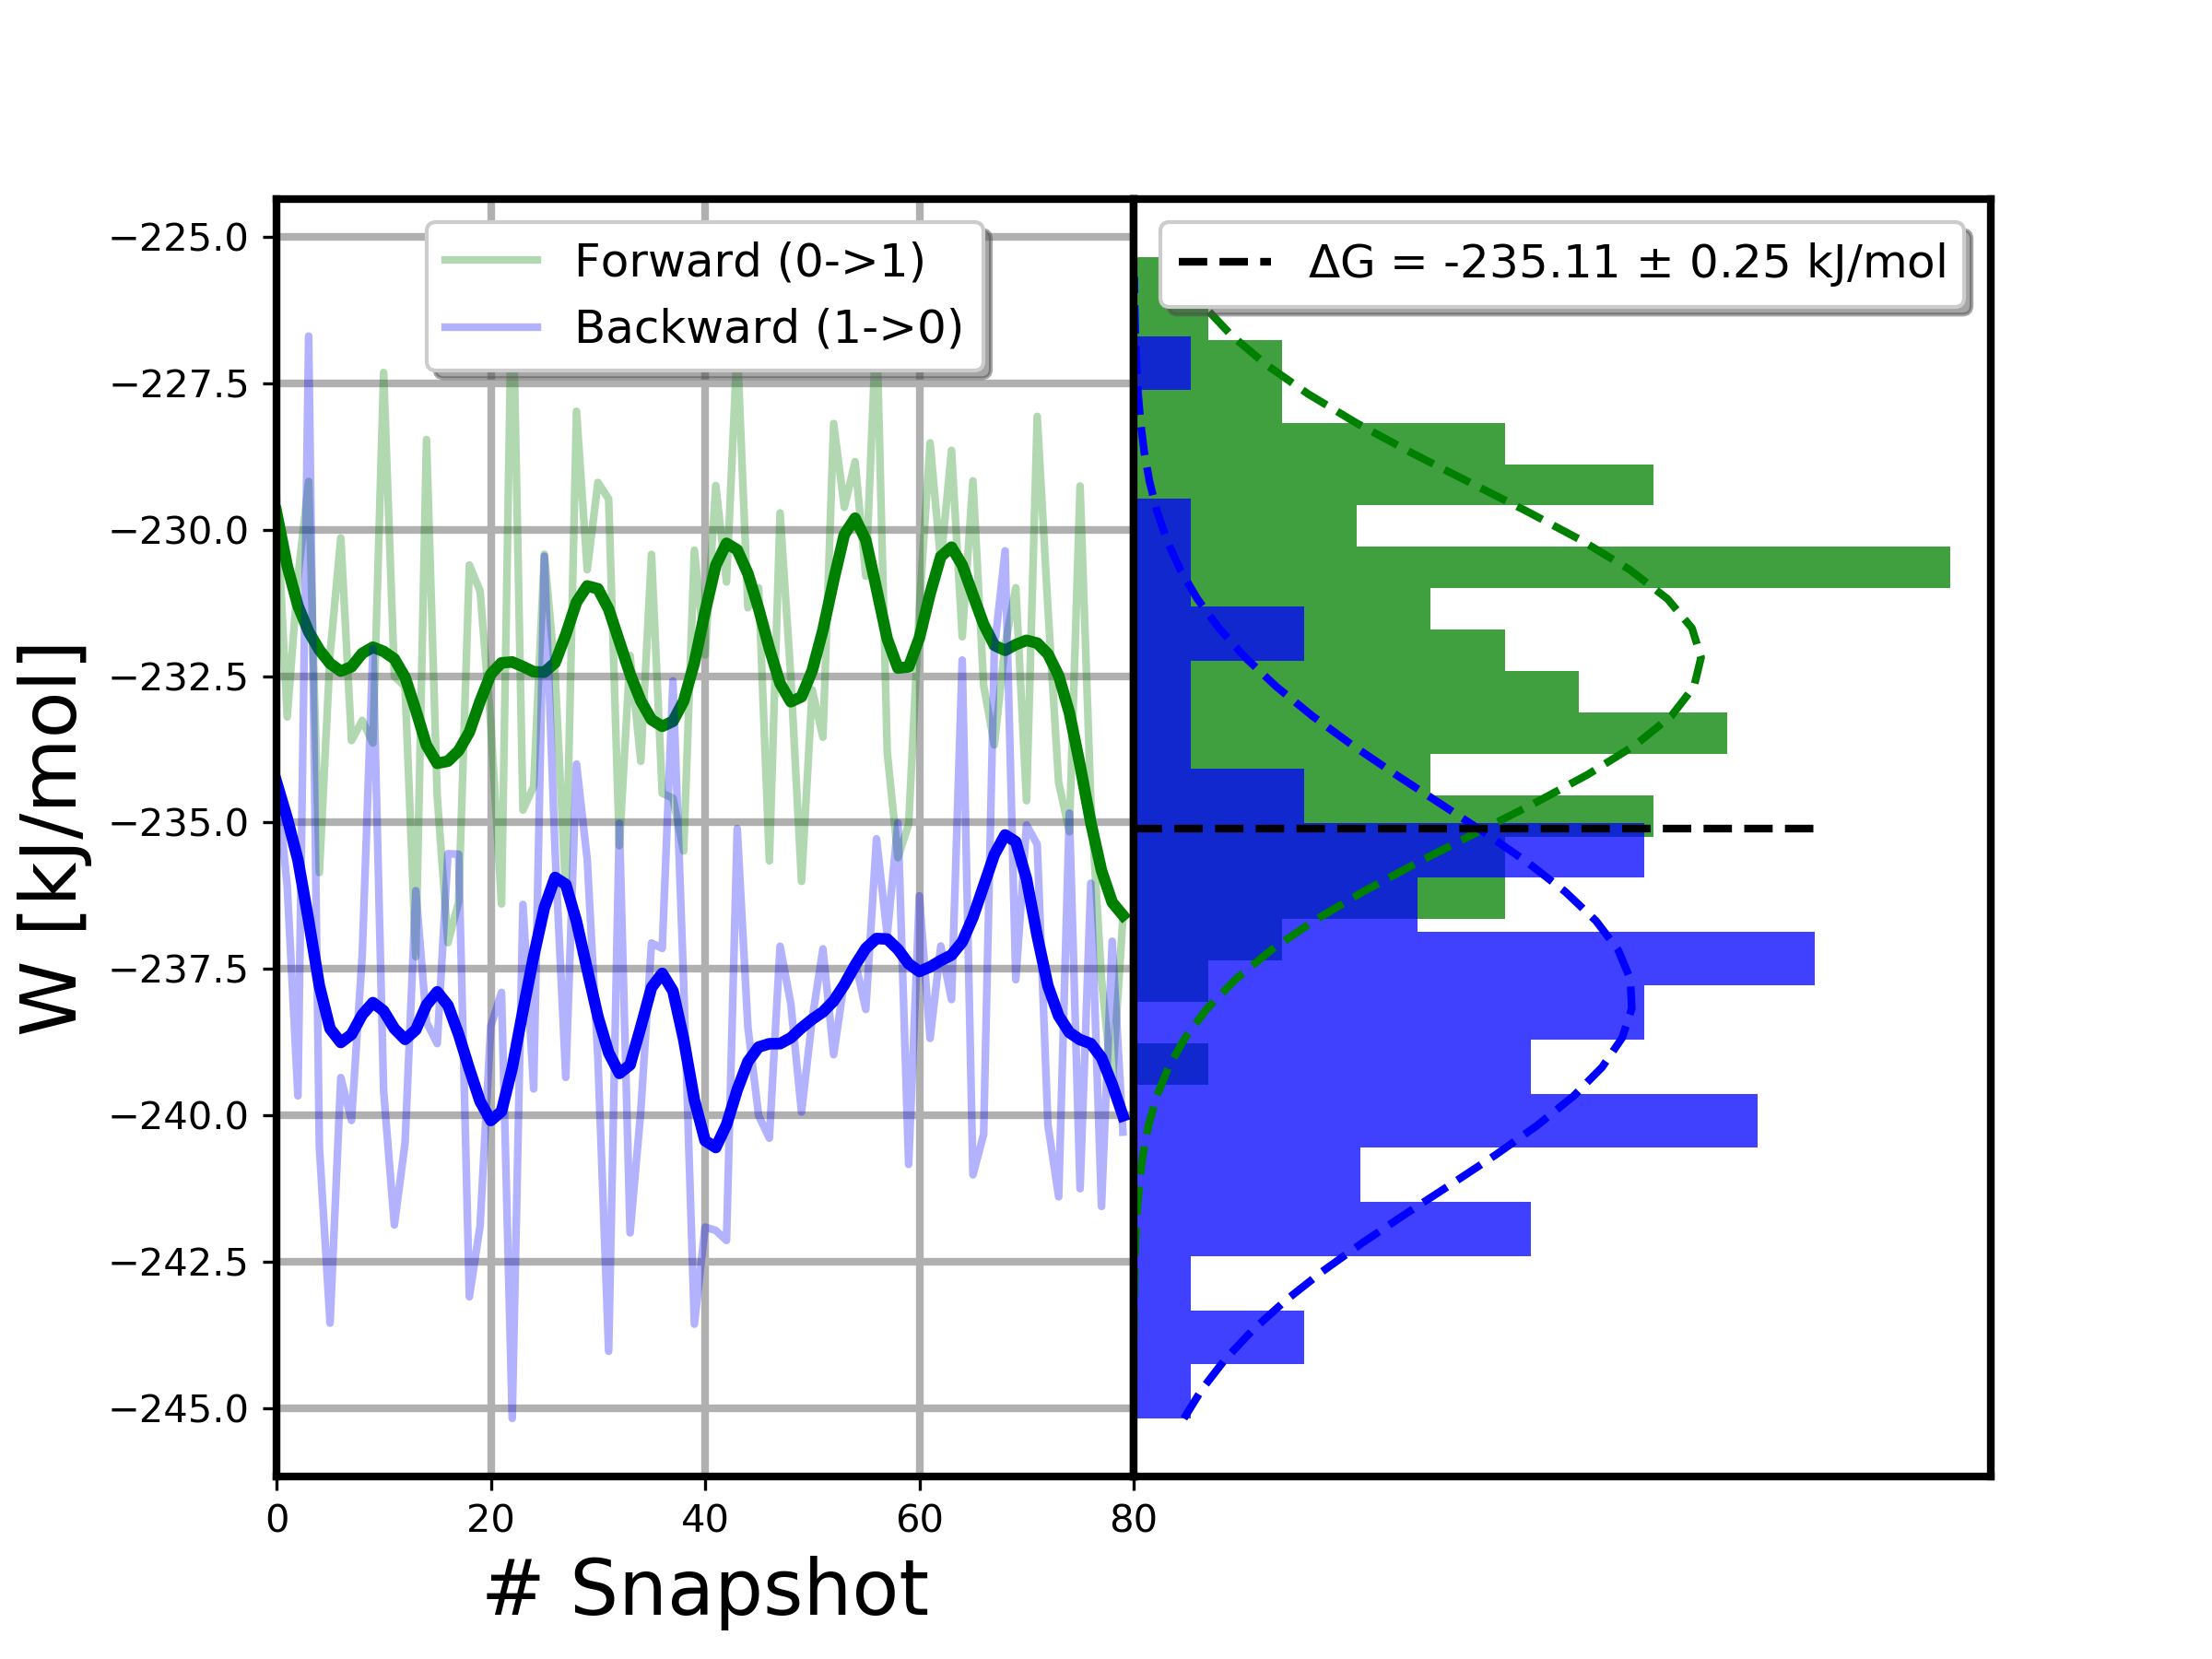 W [kJ/mol]
−225.0
−227.5
−230.0
−232.5
−235.0
−237.5
−240.0
−242.5
−245.0
Forward (0->1)
Backward (1->0)
ΔG = -235.11 ± 0.25 kJ/mol
0 20 40 60 80
# Snapshot